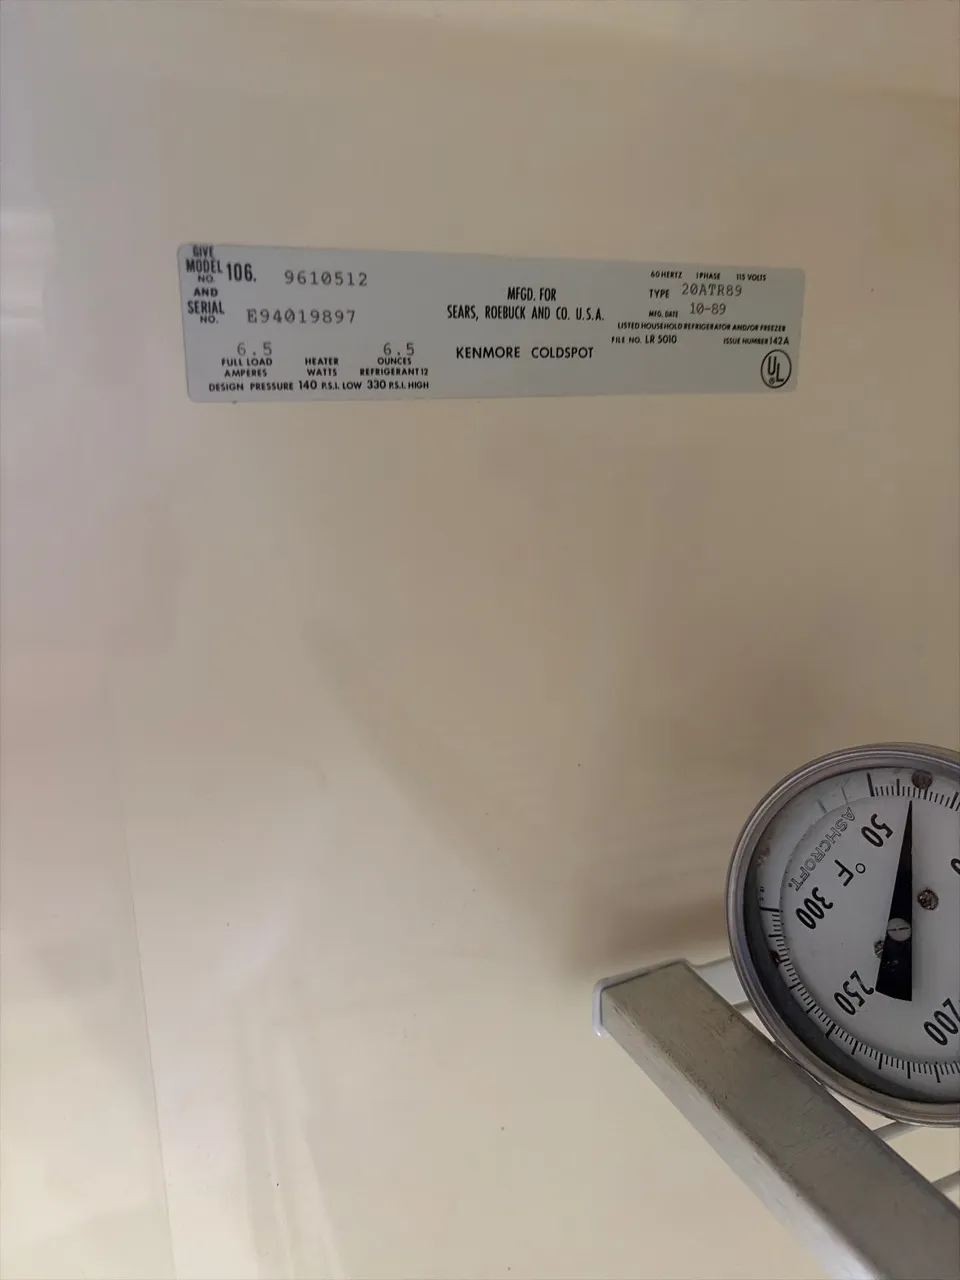 GIVE
MODEL NO. 106. 9610512
AND
SERIAL NO. E94019897
6.5 6.5
FULL LOAD AMPERES HEATER WATTS OUNCES REFRIGERANT 12
DESIGN PRESSURE 140 P.S.I. LOW 330 P.S.I. HIGH
MFGD. FOR
SEARS, ROEBUCK AND CO. U.S.A.
KENMORE COLDSPOT
60 HERTZ 1 PHASE 115 VOLTS
TYPE 20ATR89
MFG. DATE 10-89
LISTED HOUSEHOLD REFRIGERATOR AND/OR FREEZER
FILE NO. LR 5010 ISSUE NUMBER 142A
UL
®
50
ASHCROFT.
°F
300
250
200